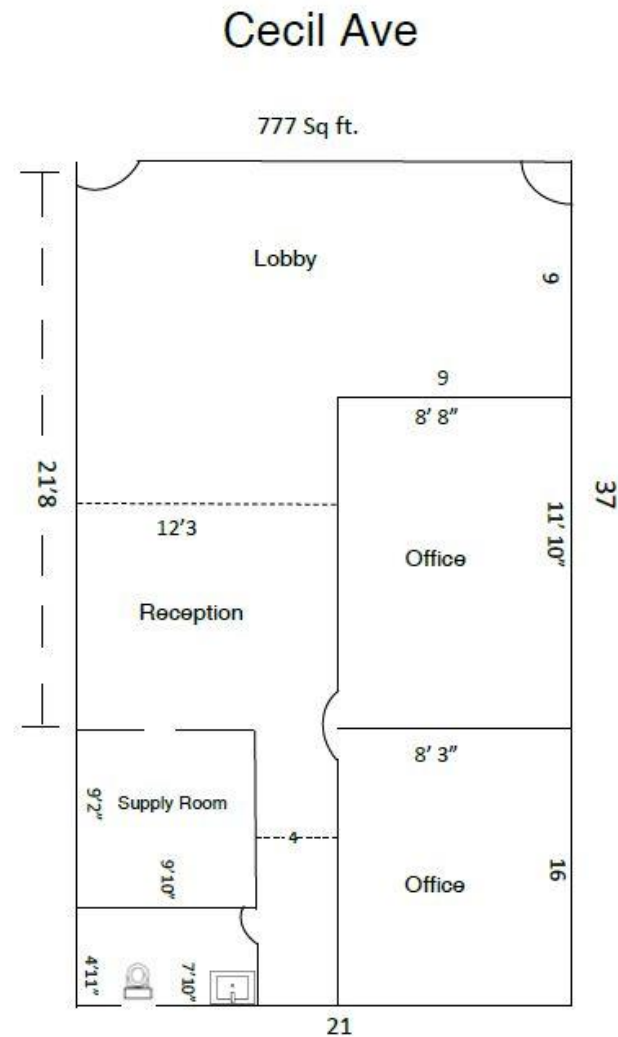 Cecil Ave
777 Sq ft.
Lobby
9
9
8' 8"
21'8
37
12'3
11' 10"
Office
Reception
8' 3"
9'2"
Supply Room
4
9'10"
16
Office
4'11"
7'10"
21